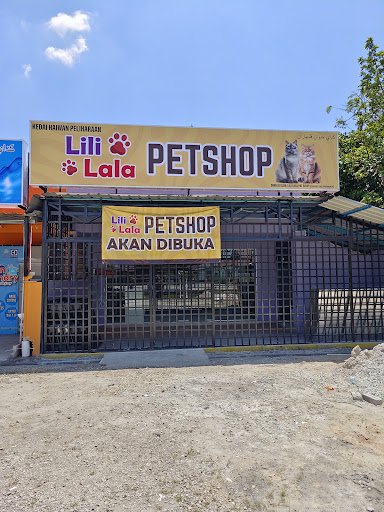 KEDAI HAIWAN PELIHARAAN
Lili
Lala
PETSHOP
Lili
Lala
PETSHOP
AKAN DIBUKA